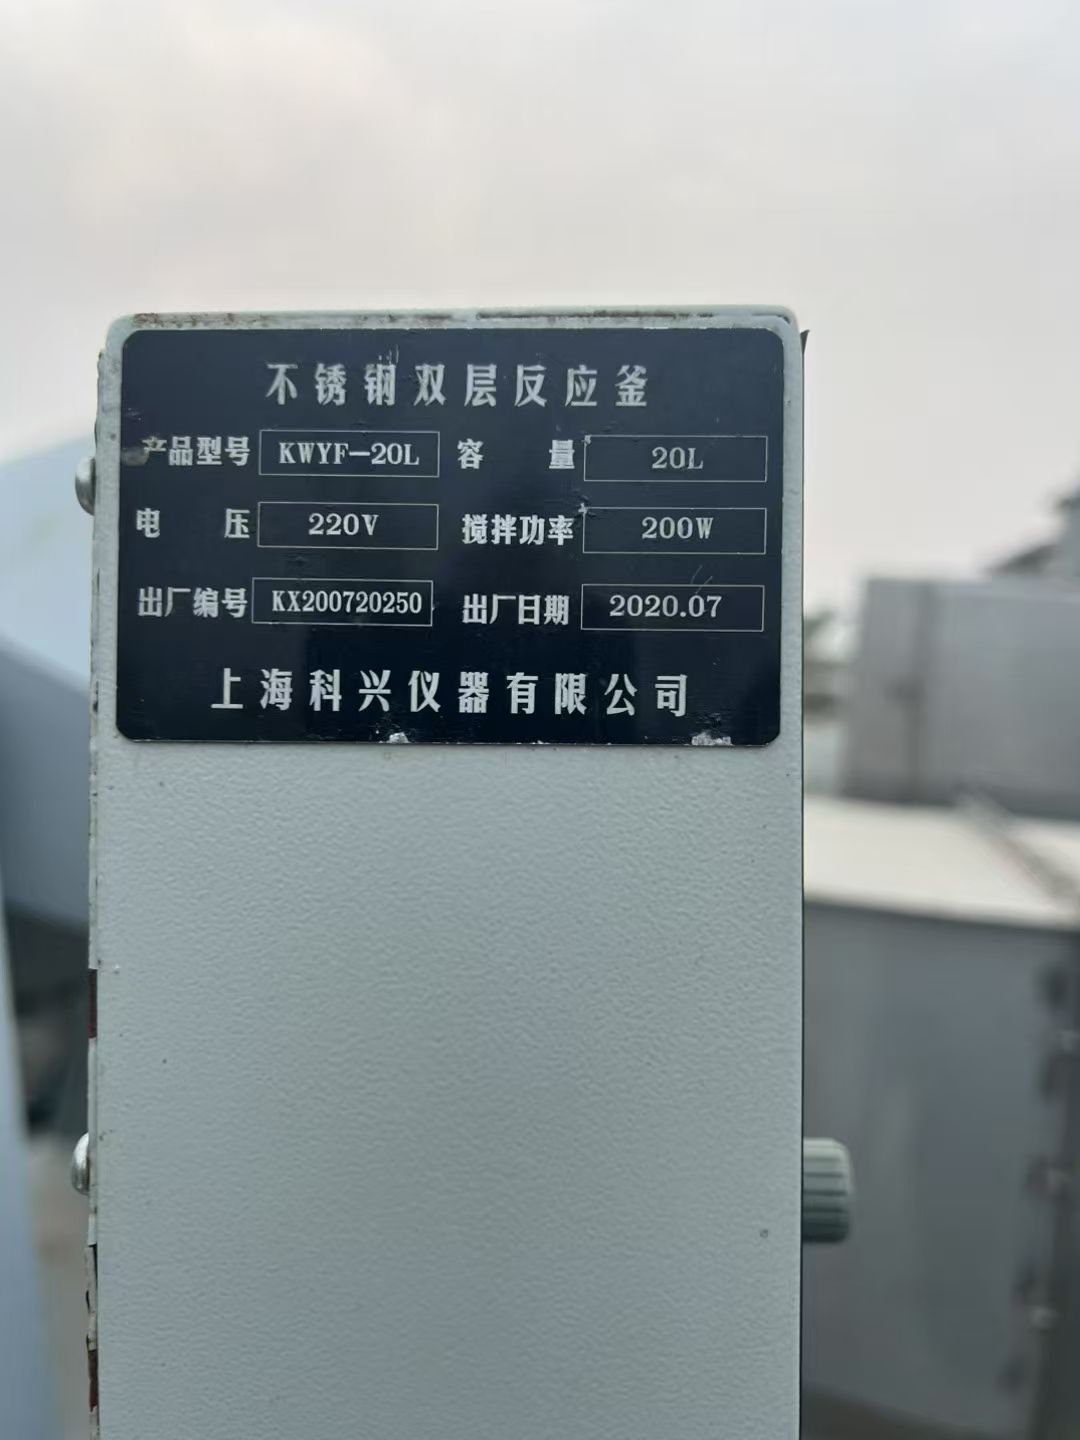 不锈钢双层反应釜
产品型号 KWYF-20L 容量 20L
电压 220V 搅拌功率 200W
出厂编号 KX200720250 出厂日期 2020.07
上海科兴仪器有限公司